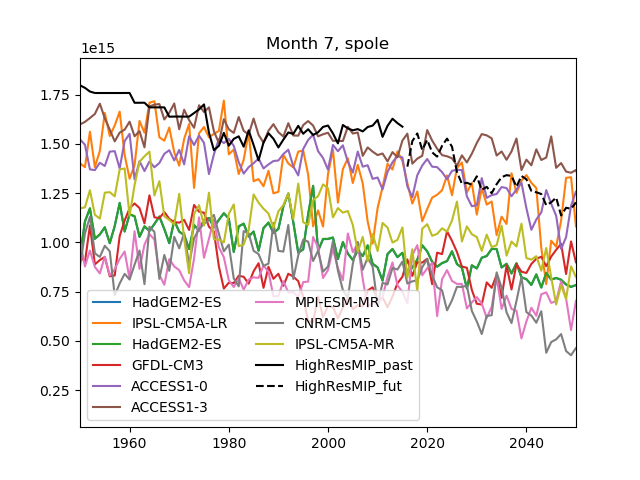 Month 7, spole
1e15
1.75
1.50
1.25
1.00
0.75
0.50
0.25
HadGEM2-ES
IPSL-CM5A-LR
HadGEM2-ES
GFDL-CM3
ACCESS1-0
ACCESS1-3
MPI-ESM-MR
CNRM-CM5
IPSL-CM5A-MR
HighResMIP_past
HighResMIP_fut
1960 1980 2000 2020 2040